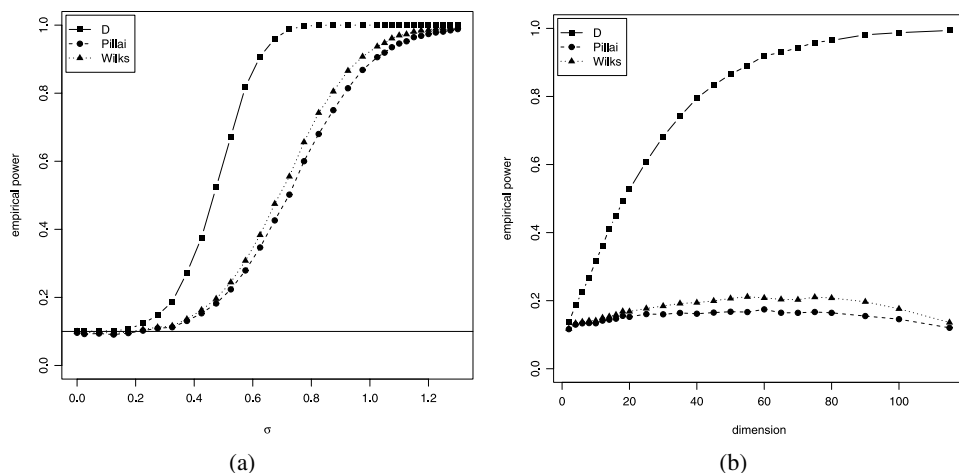 D
Pillai
Wilks
empirical power
0.0 0.2 0.4 0.6 0.8 1.0
0.0 0.2 0.4 0.6 0.8 1.0 1.2
σ
(a)
D
Pillai
Wilks
empirical power
0.0 0.2 0.4 0.6 0.8 1.0
0 20 40 60 80 100
dimension
(b)